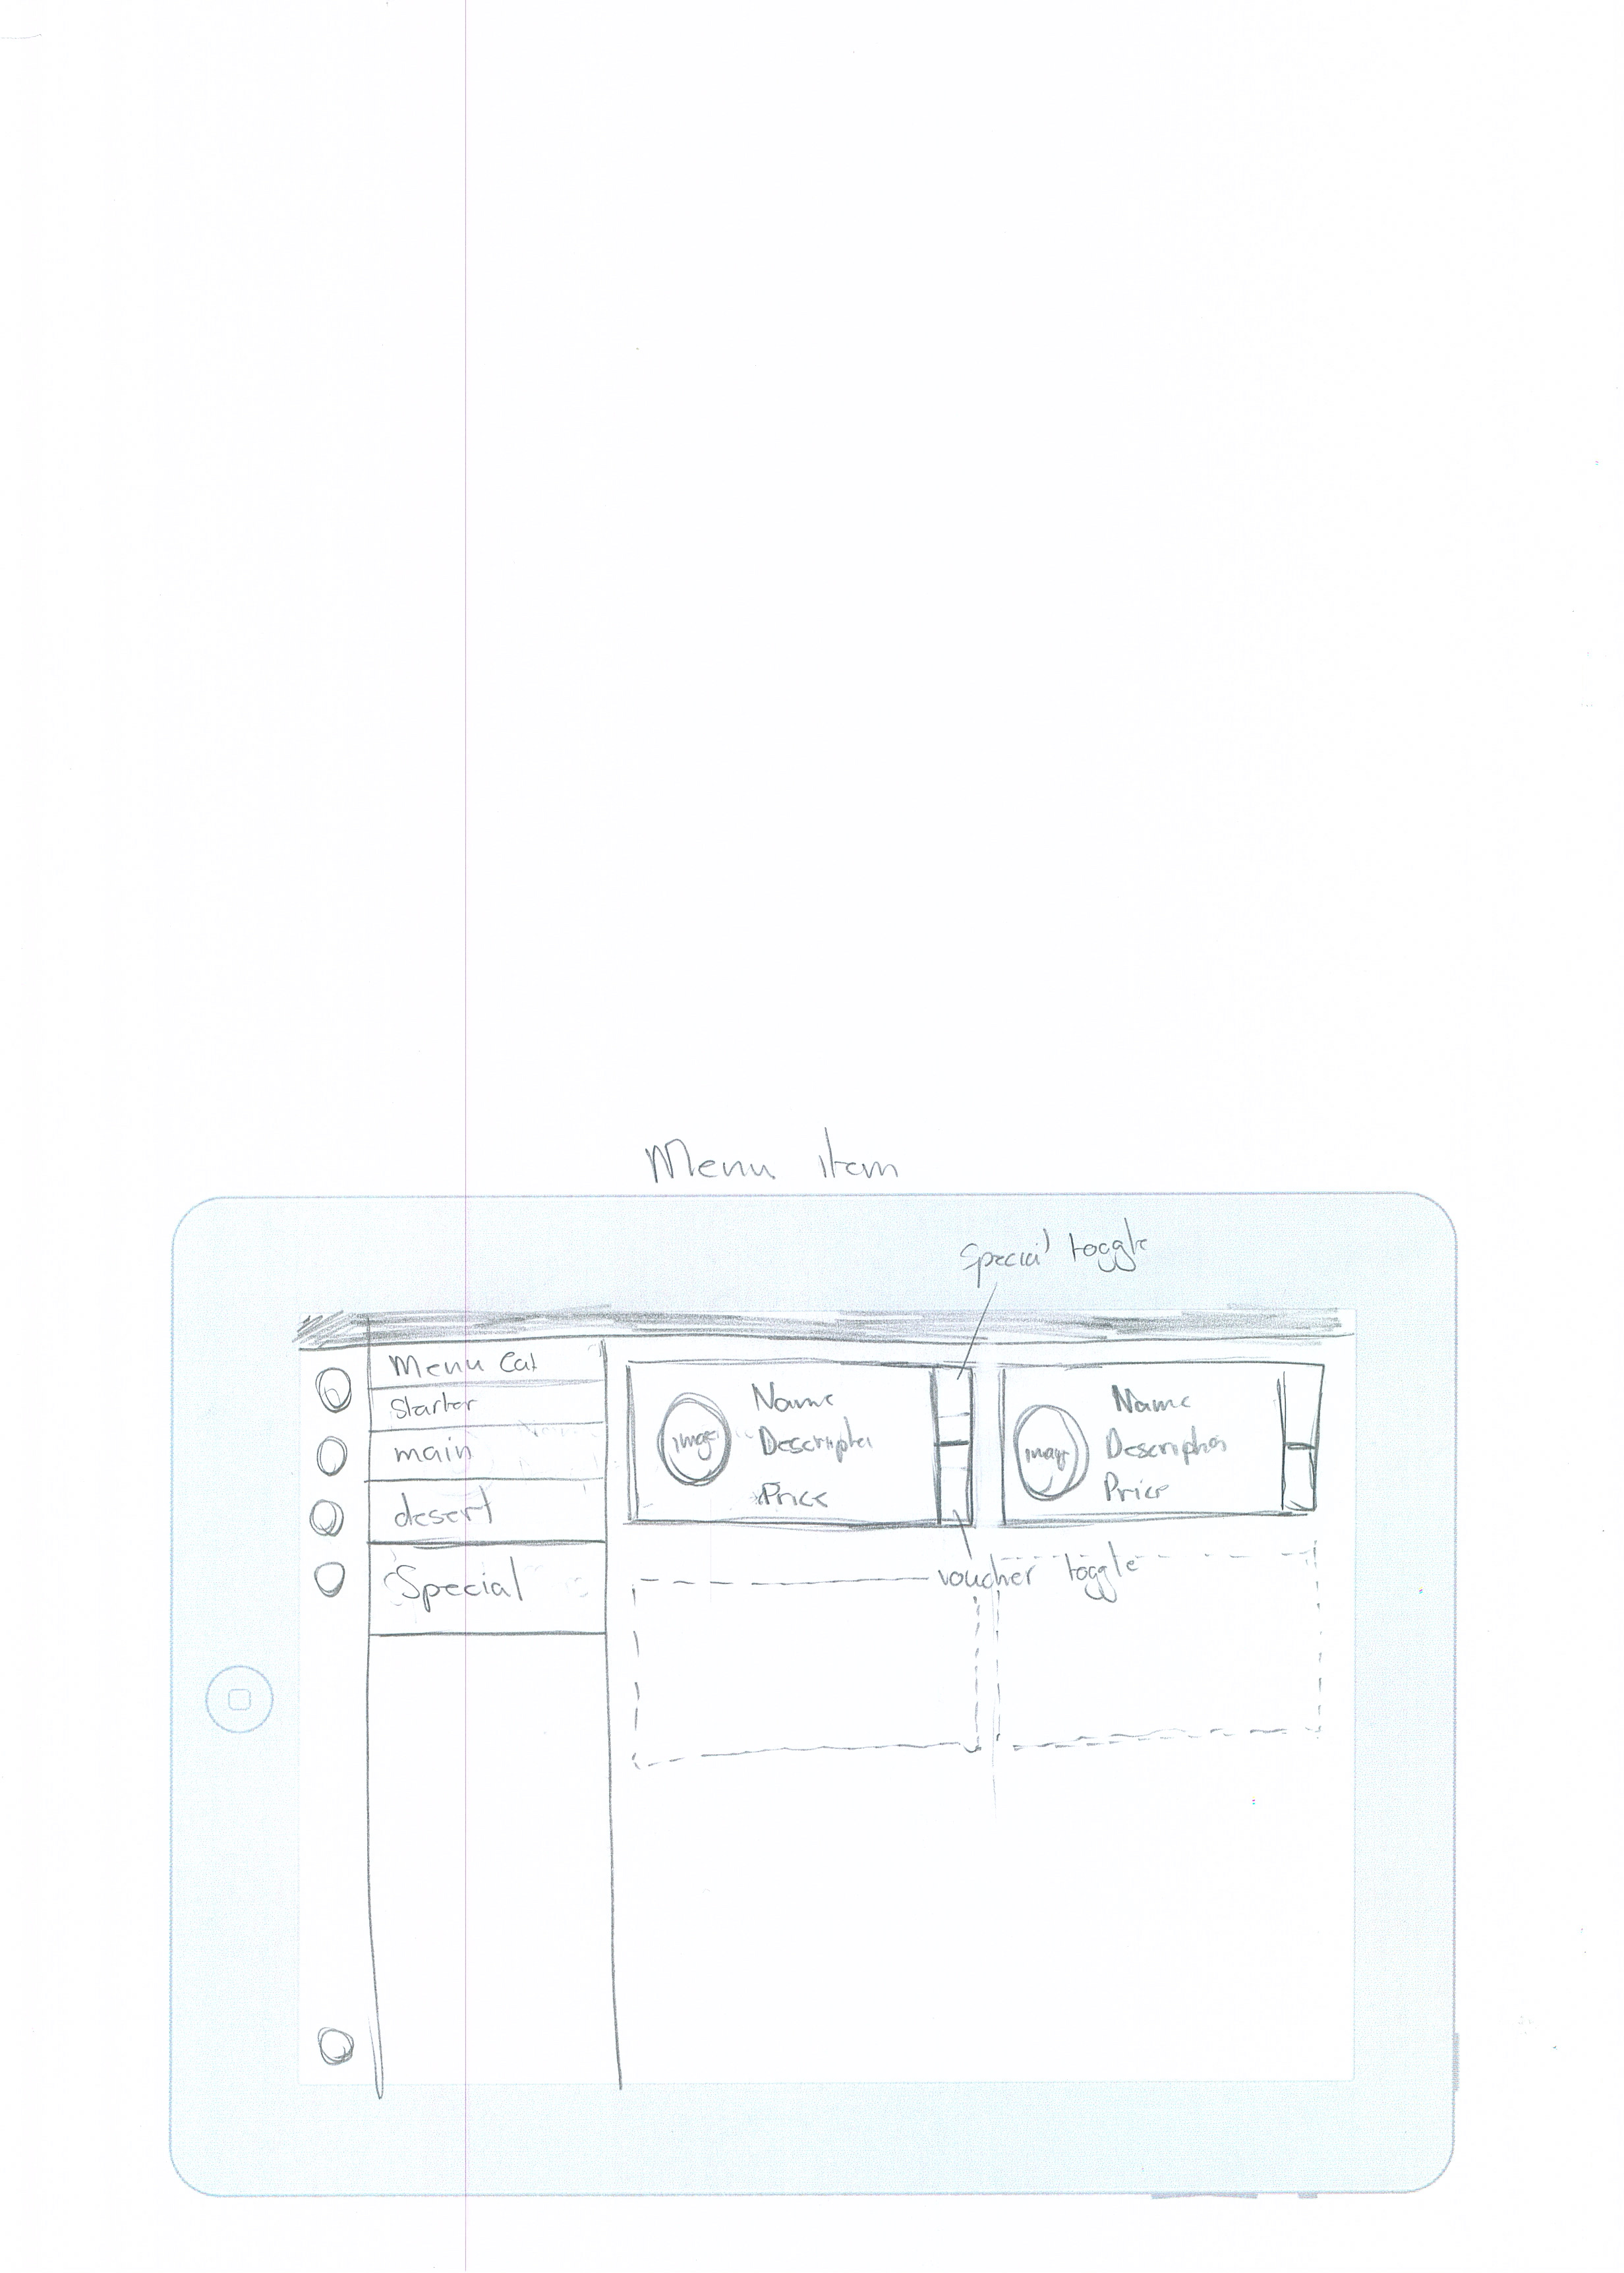 Menu item
Special toggle
Menu Cat
Starter
main
desert
Special
image
Name
Description
Price
image
Name
Description
Price
voucher toggle